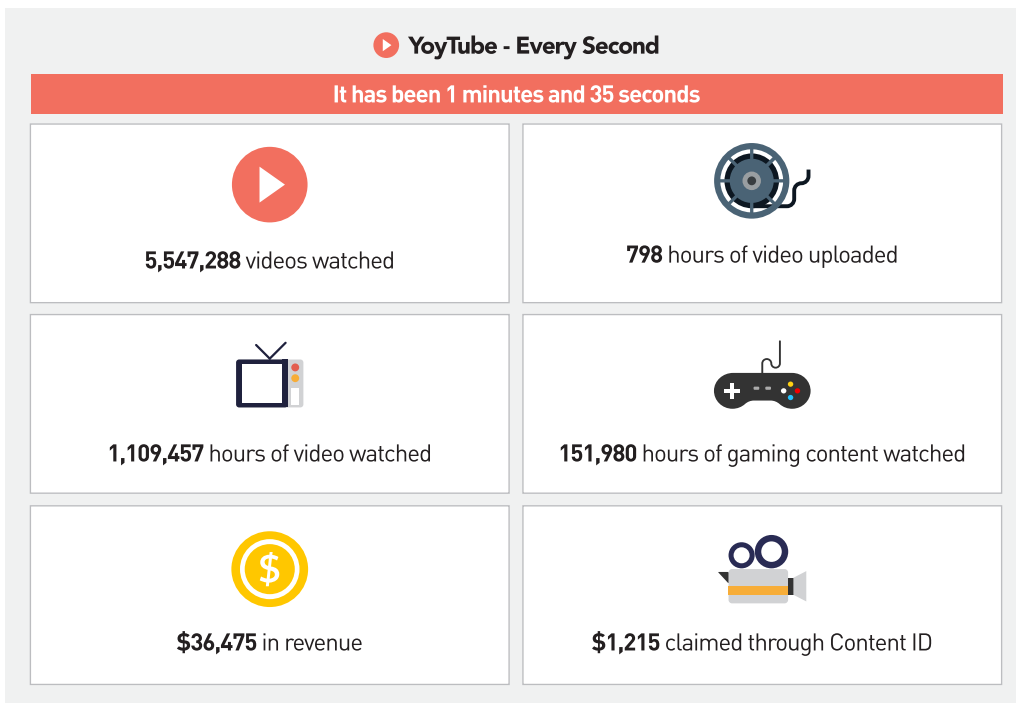 YoyTube - Every Second
It has been 1 minutes and 35 seconds
5,547,288 videos watched
798 hours of video uploaded
1,109,457 hours of video watched
151,980 hours of gaming content watched
$
$36,475 in revenue
$1,215 claimed through Content ID